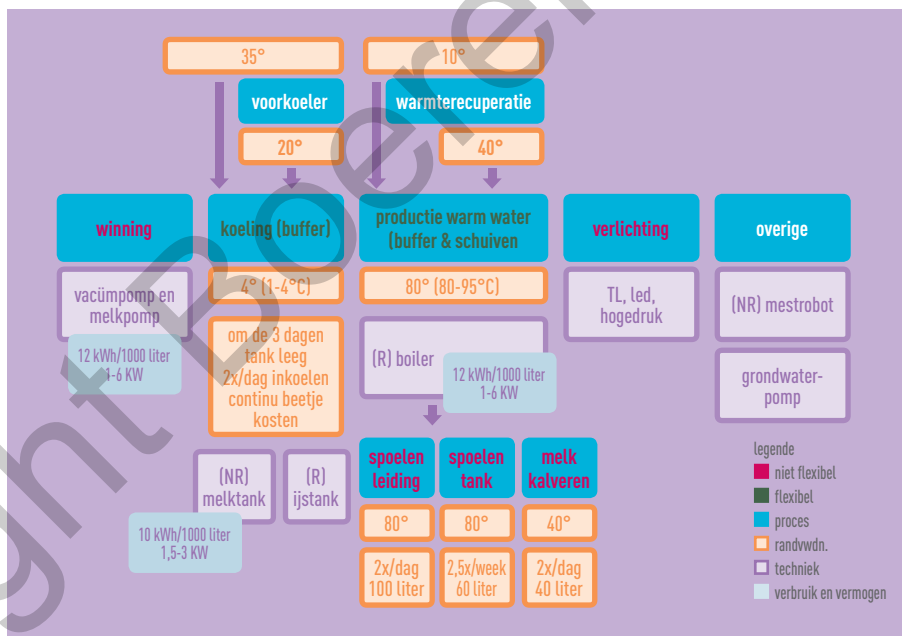 35°
10°
voorkoeler
warmterecuperatie
20°
40°
winning
koeling (buffer)
productie warm water
(buffer & schuiven
verlichting
overige
vacümpomp en
melkpomp
12 kWh/1000 liter
1-6 KW
4° (1-4°C)
om de 3 dagen
tank leeg
2x/dag inkoelen
continu beetje
kosten
80° (80-95°C)
(R) boiler
12 kWh/1000 liter
1-6 KW
TL, led,
hogedruk
(NR) mestrobot
grondwater-
pomp
(NR)
melktank
(R)
ijstank
10 kWh/1000 liter
1,5-3 KW
spoelen
leiding
spoelen
tank
melk
kalveren
80°
80°
40°
2x/dag
100 liter
2,5x/week
60 liter
2x/dag
40 liter
legende
niet flexibel
flexibel
proces
randvwdn.
techniek
verbruik en vermogen
ght Boeren